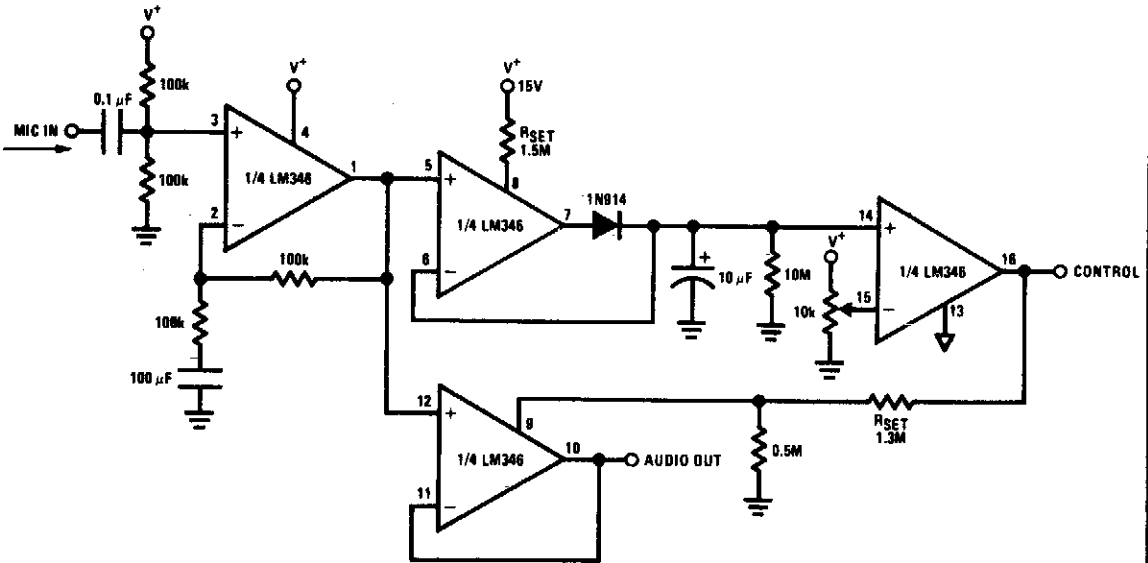 V+
100k
0.1 µF
MIC IN
100k
V+
3
+
4
1/4 LM346
1
2
−
100k
100k
100 µF
V+
15V
RSET
1.5M
5
+
8
1/4 LM346
7
6
−
1N914
+
10 µF
10M
V+
10k
14
+
1/4 LM346
16
15
−
13
CONTROL
12
+
9
1/4 LM346
10
11
−
AUDIO OUT
0.5M
RSET
1.3M